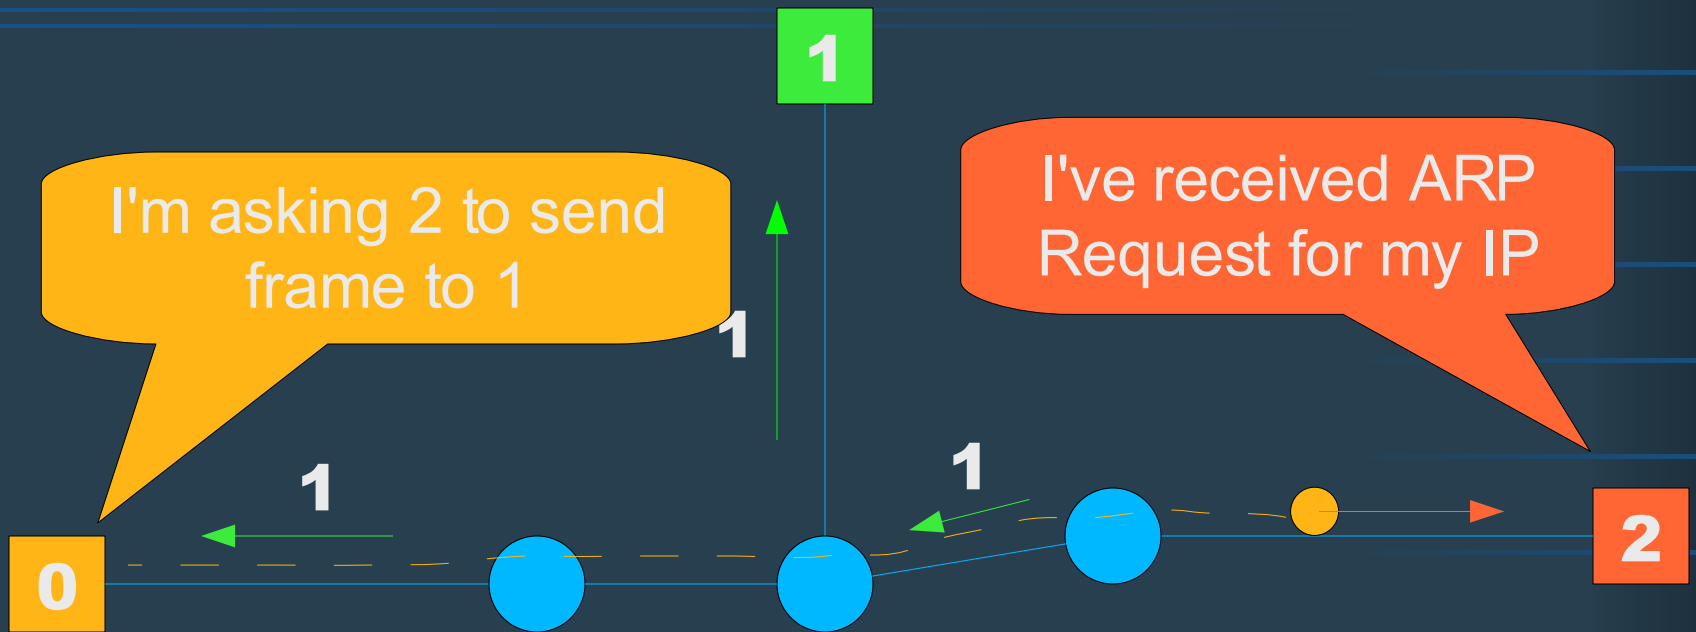 1
I'm asking 2 to send
frame to 1
I've received ARP
Request for my IP
1
1
1
0
2